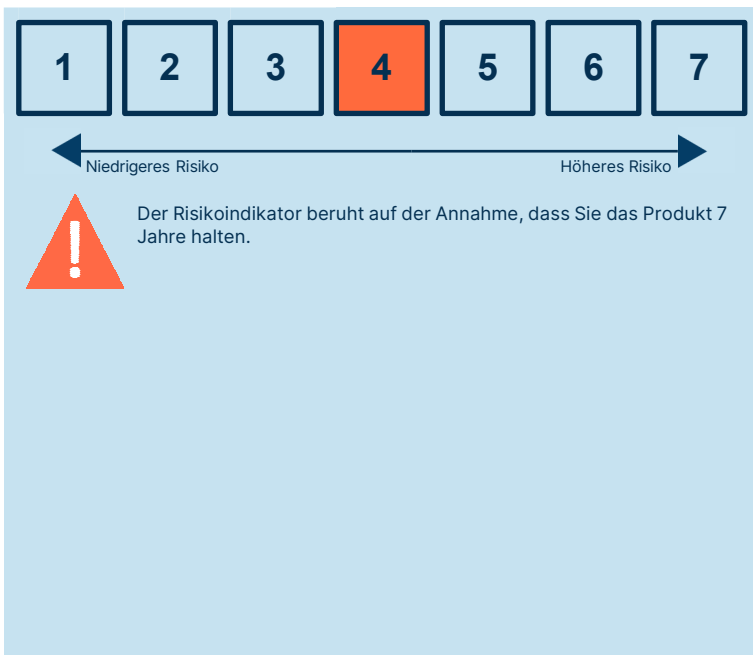 1 2 3 4 5 6 7
Niedrigeres Risiko Höheres Risiko
Der Risikoindikator beruht auf der Annahme, dass Sie das Produkt 7
Jahre halten.